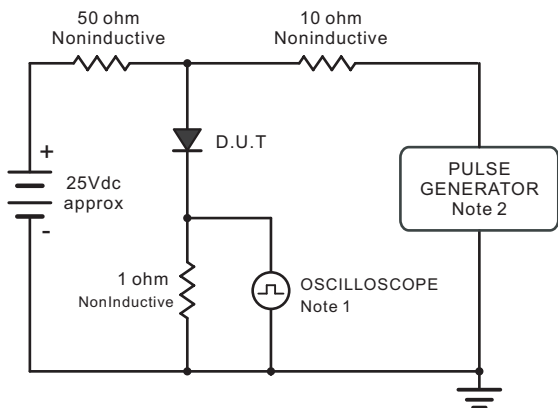 50 ohm
Noninductive
10 ohm
Noninductive
D.U.T
+
25Vdc
approx
-
PULSE
GENERATOR
Note 2
1 ohm
NonInductive
OSCILLOSCOPE
Note 1